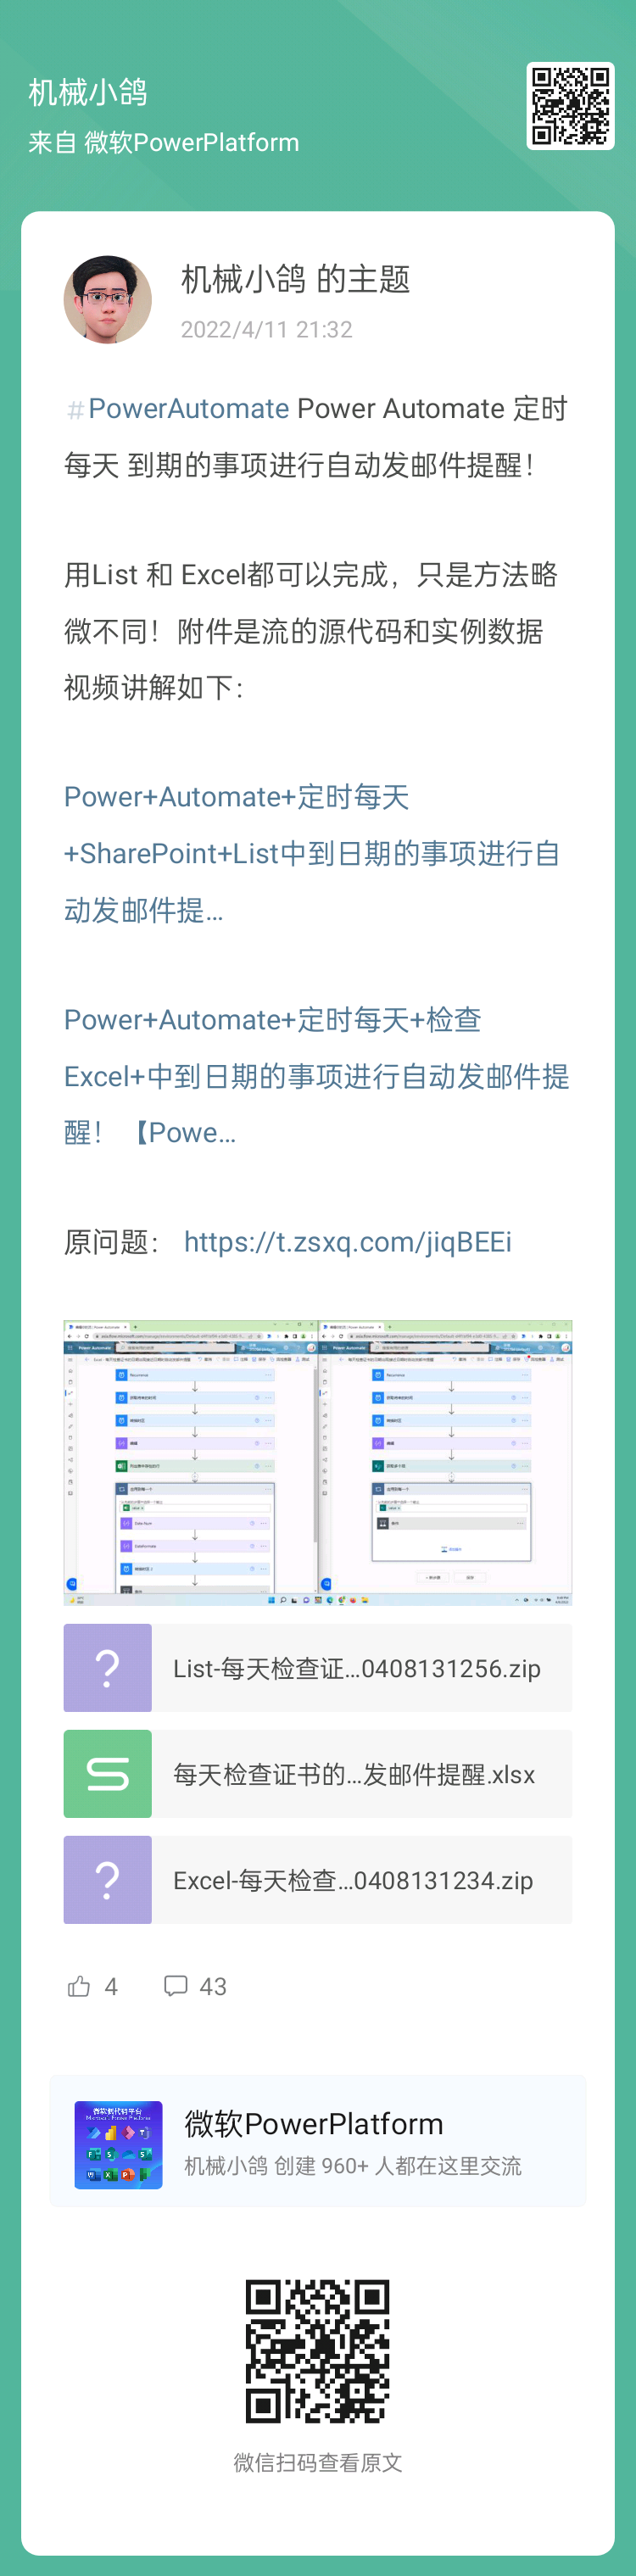 机械小鸽
来自 微软PowerPlatform
机械小鸽 的主题
2022/4/11 21:32
#PowerAutomate Power Automate 定时
每天 到期的事项进行自动发邮件提醒！
用List 和 Excel都可以完成，只是方法略
微不同！附件是流的源代码和实例数据
视频讲解如下：
Power+Automate+定时每天
+SharePoint+List中到日期的事项进行自
动发邮件提...
Power+Automate+定时每天+检查
Excel+中到日期的事项进行自动发邮件提
醒！ 【Powe...
原问题： https://t.zsxq.com/jiqBEEi
List-每天检查证...0408131256.zip
每天检查证书的...发邮件提醒.xlsx
Excel-每天检查...0408131234.zip
4 43
微软PowerPlatform
机械小鸽 创建 960+ 人都在这里交流
微信扫码查看原文